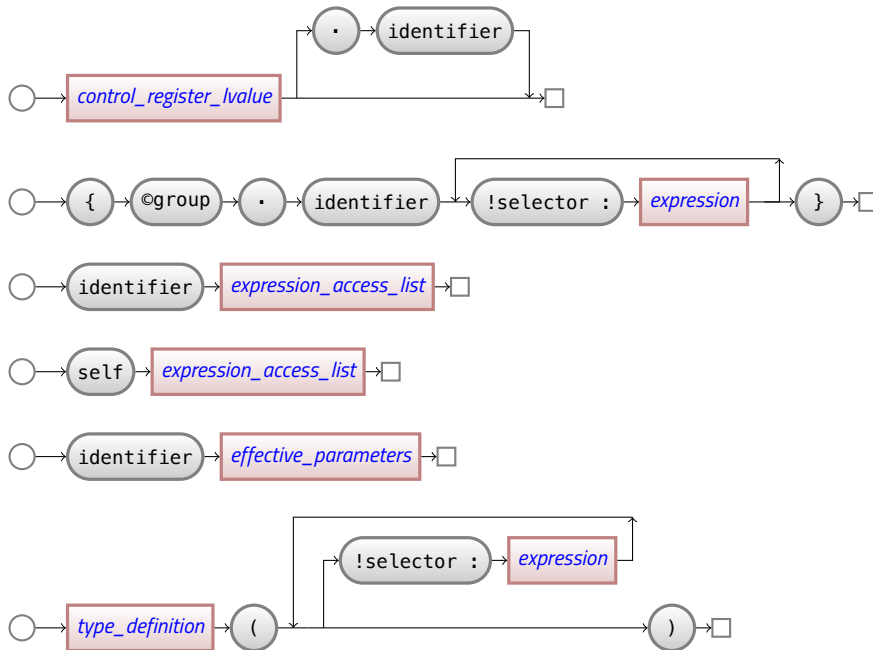 . identifier
control_register_lvalue
{ ©group . identifier !selector : expression }
identifier expression_access_list
self expression_access_list
identifier effective_parameters
!selector : expression
type_definition ( )